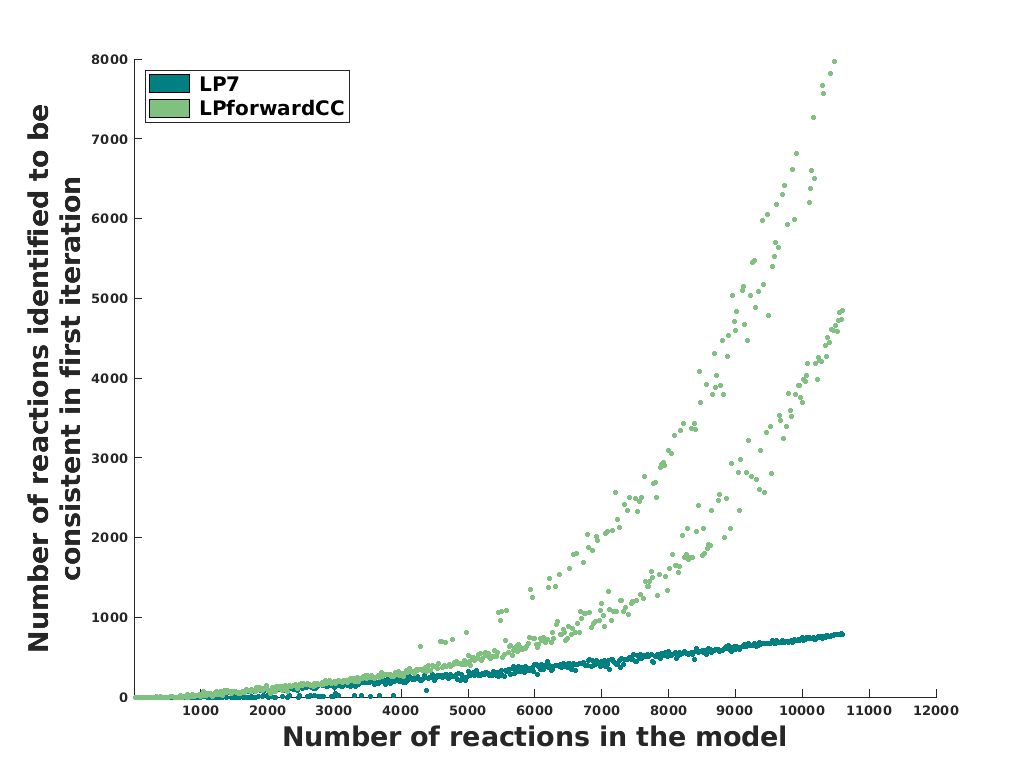 Number of reactions identified to be
consistent in first iteration
8000
7000
6000
5000
4000
3000
2000
1000
0
LP7
LPforwardCC
1000 2000 3000 4000 5000 6000 7000 8000 9000 10000 11000 12000
Number of reactions in the model